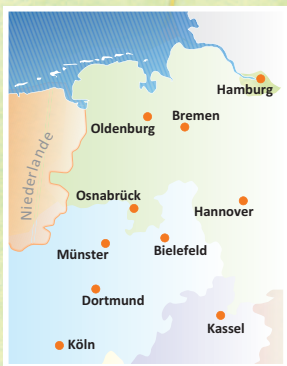 Hamburg
Bremen
Oldenburg
Niederlande
Osnabrück
Hannover
Bielefeld
Münster
Dortmund
Kassel
Köln